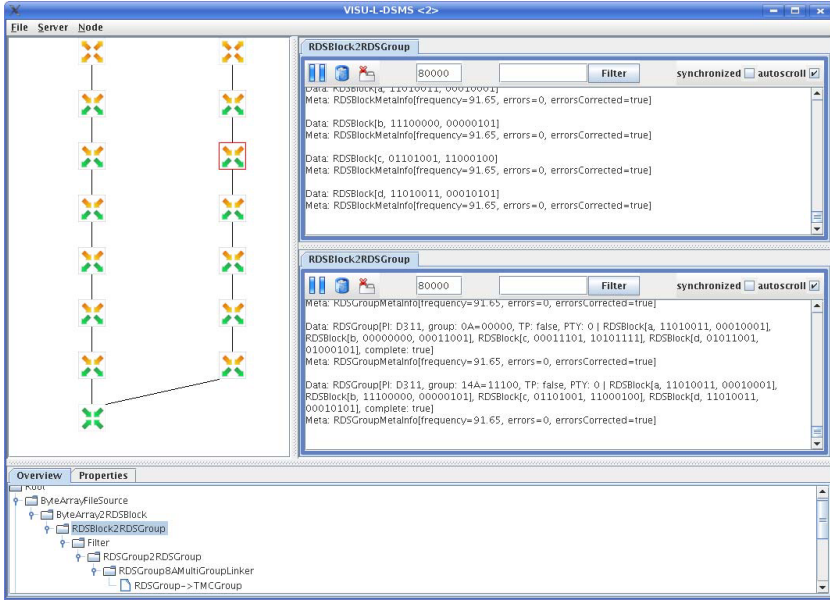 VISU-L-DSMS <2>
File Server Node
RDSBlock2RDSGroup
80000 Filter synchronized autoscroll
Data: RDSBlock[a, 11010011, 00010001]
Meta: RDSBlockMetaInfo[frequency=91.65, errors=0, errorsCorrected=true]
Data: RDSBlock[b, 11100000, 00000101]
Meta: RDSBlockMetaInfo[frequency=91.65, errors=0, errorsCorrected=true]
Data: RDSBlock[c, 01101001, 11000100]
Meta: RDSBlockMetaInfo[frequency=91.65, errors=0, errorsCorrected=true]
Data: RDSBlock[d, 11010011, 00010101]
Meta: RDSBlockMetaInfo[frequency=91.65, errors=0, errorsCorrected=true]
RDSBlock2RDSGroup
80000 Filter synchronized autoscroll
Meta: RDSGroupMetaInfo[frequency=91.65, errors=0, errorsCorrected=true]
Data: RDSGroup[PI: D311, group: 0A=00000, TP: false, PTY: 0 | RDSBlock[a, 11010011, 00010001],
RDSBlock[b, 00000000, 00011001], RDSBlock[c, 00011101, 10101111], RDSBlock[d, 01011001,
01000101], complete: true]
Meta: RDSGroupMetaInfo[frequency=91.65, errors=0, errorsCorrected=true]
Data: RDSGroup[PI: D311, group: 14A=11100, TP: false, PTY: 0 | RDSBlock[a, 11010011, 00010001],
RDSBlock[b, 11100000, 00000101], RDSBlock[c, 01101001, 11000100], RDSBlock[d, 11010011,
00010101], complete: true]
Meta: RDSGroupMetaInfo[frequency=91.65, errors=0, errorsCorrected=true]
Overview Properties
Root
ByteArrayFileSource
ByteArray2RDSBlock
RDSBlock2RDSGroup
Filter
RDSGroup2RDSGroup
RDSGroup8AMultiGroupLinker
RDSGroup->TMCGroup